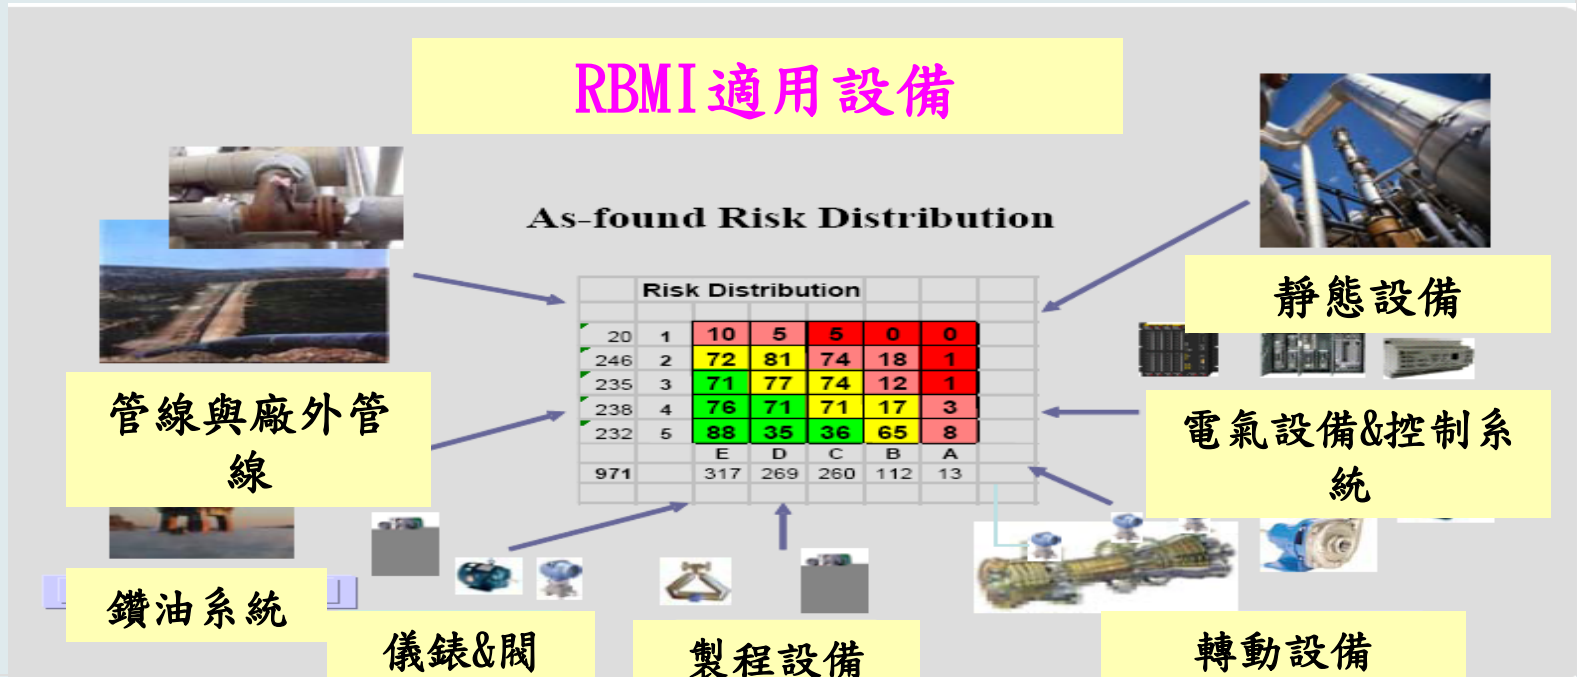 RBMI適用設備
As-found Risk Distribution
Risk Distribution
20 1 10 5 5 0 0
246 2 72 81 74 18 1
235 3 71 77 74 12 1
238 4 76 71 71 17 3
232 5 88 35 36 65 8
E D C B A
971 317 269 260 112 13
靜態設備
管線與廠外管
線
電氣設備&控制系
統
鑽油系統
儀錶&閥
製程設備
轉動設備